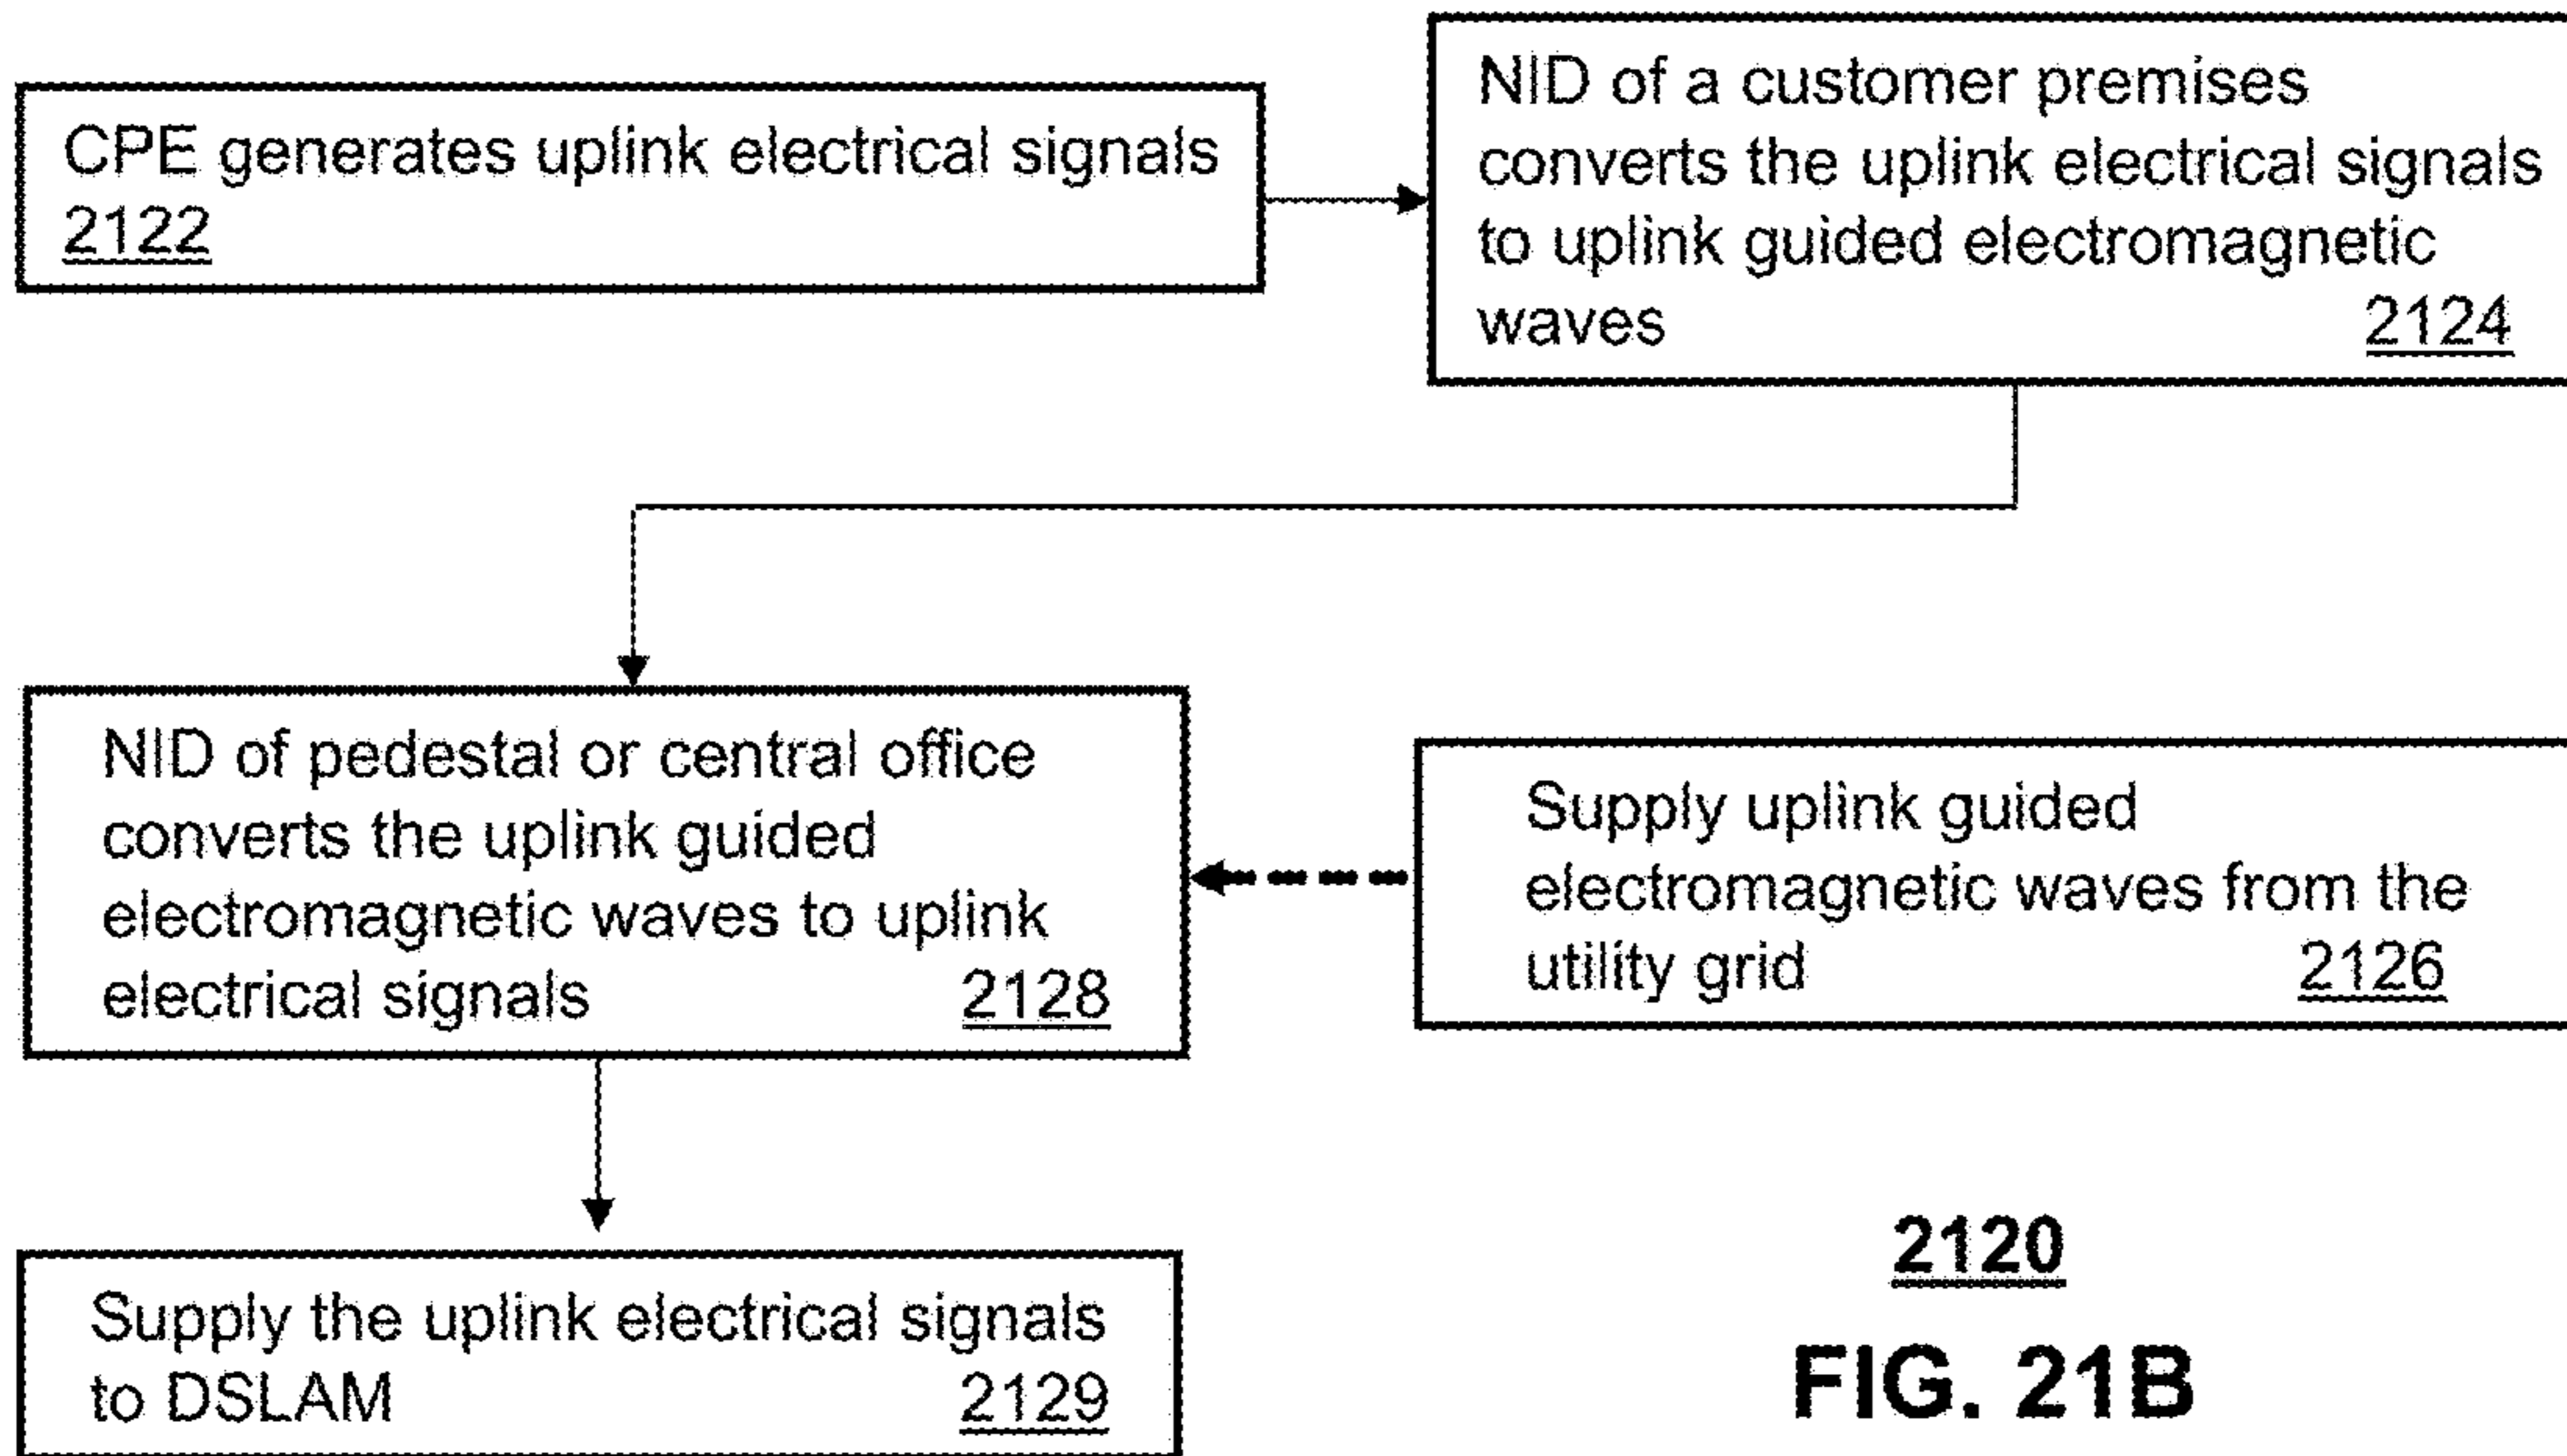 CPE generates uplink electrical signals
2122
NID of a customer premises
converts the uplink electrical signals
to uplink guided electromagnetic
waves 2124
NID of pedestal or central office
converts the uplink guided
electromagnetic waves to uplink
electrical signals 2128
Supply uplink guided
electromagnetic waves from the
utility grid 2126
Supply the uplink electrical signals
to DSLAM 2129
2120
FIG. 21B